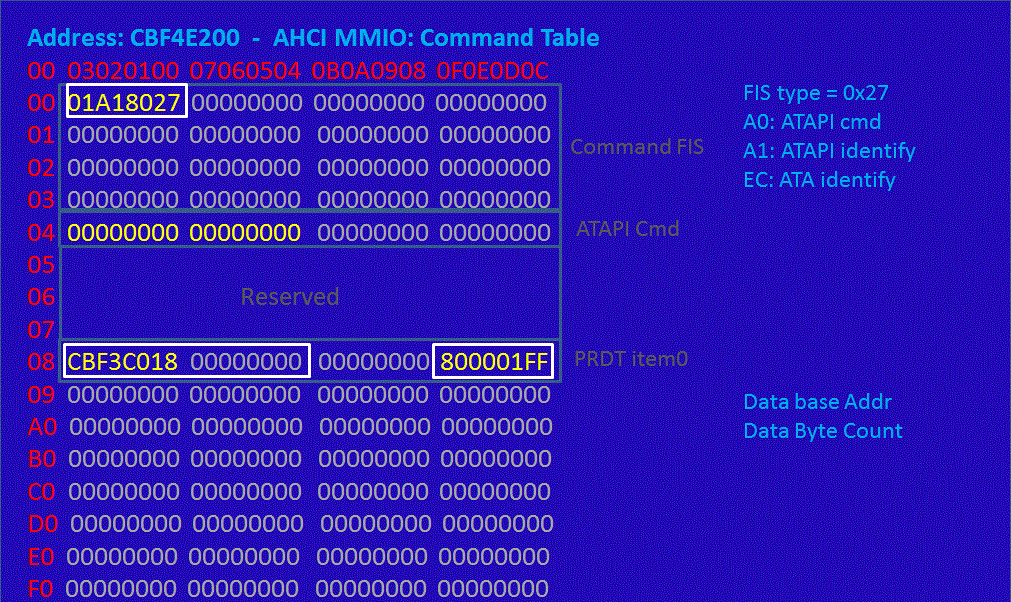 Address: CBF4E200 - AHCI MMIO: Command Table
00 03020100 07060504 0B0A0908 0F0E0D0C
00 01A18027 00000000 00000000 00000000
01 00000000 00000000 00000000 00000000
02 00000000 00000000 00000000 00000000
03 00000000 00000000 00000000 00000000
04 00000000 00000000 00000000 00000000
05
06
07
Reserved
08 CBF3C018 00000000 00000000 800001FF
09 00000000 00000000 00000000 00000000
A0 00000000 00000000 00000000 00000000
B0 00000000 00000000 00000000 00000000
C0 00000000 00000000 00000000 00000000
D0 00000000 00000000 00000000 00000000
E0 00000000 00000000 00000000 00000000
F0 00000000 00000000 00000000 00000000
Command FIS
ATAPI Cmd
PRDT item0
FIS type = 0x27
A0: ATAPI cmd
A1: ATAPI identify
EC: ATA identify
Data base Addr
Data Byte Count